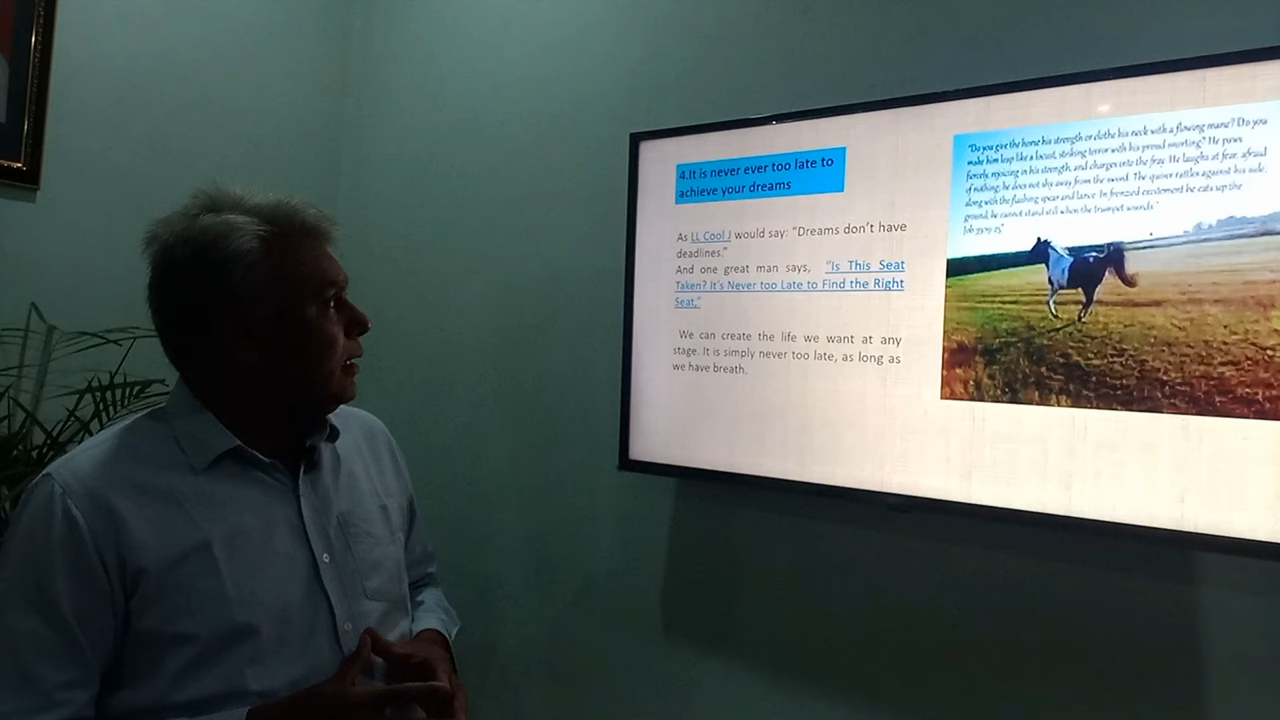 4.It is never ever too late to
achieve your dreams
As LL Cool J would say: “Dreams don’t have
deadlines.”
And one great man says, “Is This Seat
Taken? It’s Never too Late to Find the Right
Seat,”
We can create the life we want at any
stage. It is simply never too late, as long as
we have breath.
"Do you give the horse his strength or clothe his neck with a flowing mane? Do you
make him leap like a locust, striking terror with his proud snorting? He paws
fiercely, rejoicing in his strength, and charges into the fray. He laughs at fear, afraid
of nothing; he does not shy away from the sword. The quiver rattles against his side,
along with the flashing spear and lance. In frenzied excitement he eats up the
ground; he cannot stand still when the trumpet sounds."
Job 39:19-25